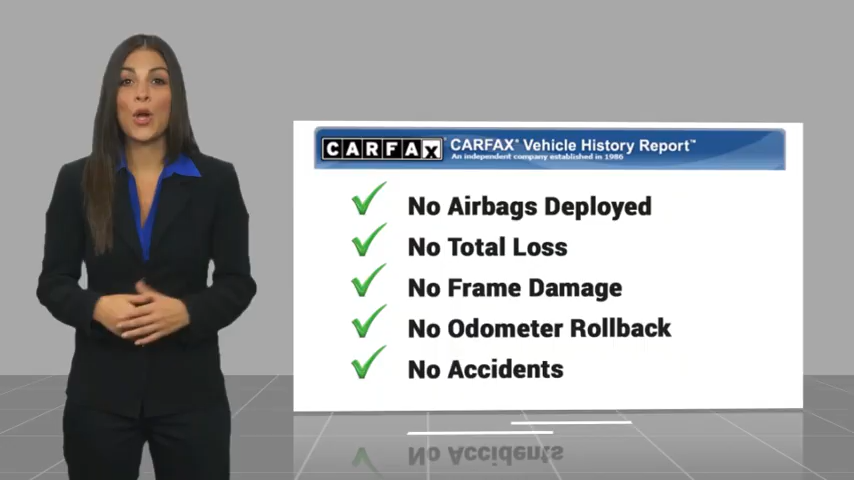 CARFAX CARFAX® Vehicle History Report™
An independent company established in 1986
No Airbags Deployed
No Total Loss
No Frame Damage
No Odometer Rollback
No Accidents
No Accidents